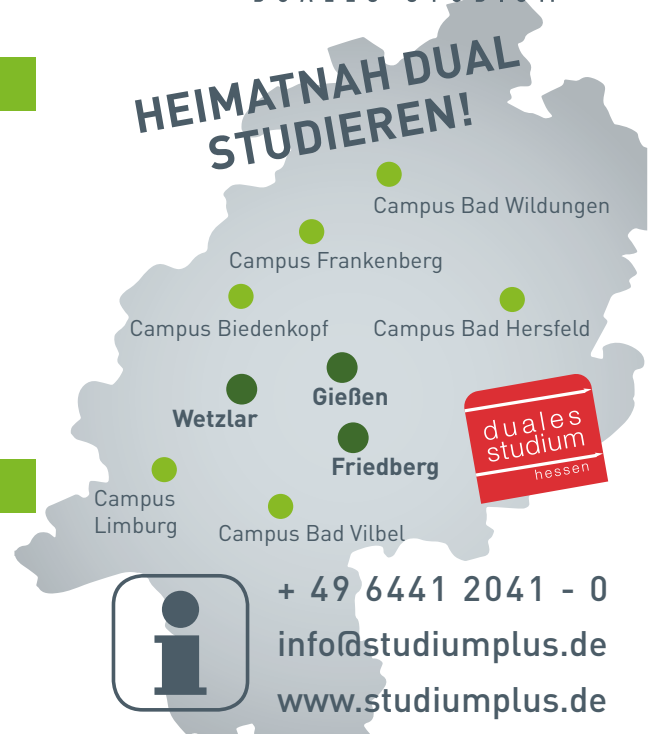 HEIMATNAH DUAL
STUDIEREN!
Campus Bad Wildungen
Campus Frankenberg
Campus Biedenkopf
Campus Bad Hersfeld
Gießen
Wetzlar
duales
studium
hessen
Friedberg
Campus
Limburg
Campus Bad Vilbel
+ 49 6441 2041 - 0
info@studiumplus.de
www.studiumplus.de